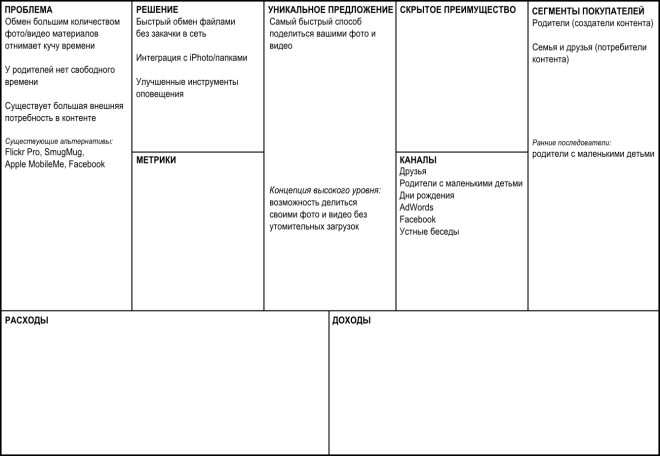 ПРОБЛЕМА
Обмен большим количеством
фото/видео материалов
отнимает кучу времени
У родителей нет свободного
времени
Существует большая внешняя
потребность в контенте
Существующие альтернативы:
Flickr Pro, SmugMug,
Apple MobileMe, Facebook
РЕШЕНИЕ
Быстрый обмен файлами
без закачки в сеть
Интеграция с iPhoto/папками
Улучшенные инструменты
оповещения
МЕТРИКИ
УНИКАЛЬНОЕ ПРЕДЛОЖЕНИЕ
Самый быстрый способ
поделиться вашими фото и
видео
Концепция высокого уровня:
возможность делиться
своими фото и видео без
утомительных загрузок
СКРЫТОЕ ПРЕИМУЩЕСТВО
КАНАЛЫ
Друзья
Родители с маленькими детьми
Дни рождения
AdWords
Facebook
Устные беседы
СЕГМЕНТЫ ПОКУПАТЕЛЕЙ
Родители (создатели контента)
Семья и друзья (потребители
контента)
Ранние последователи:
родители с маленькими детьми
РАСХОДЫ
ДОХОДЫ